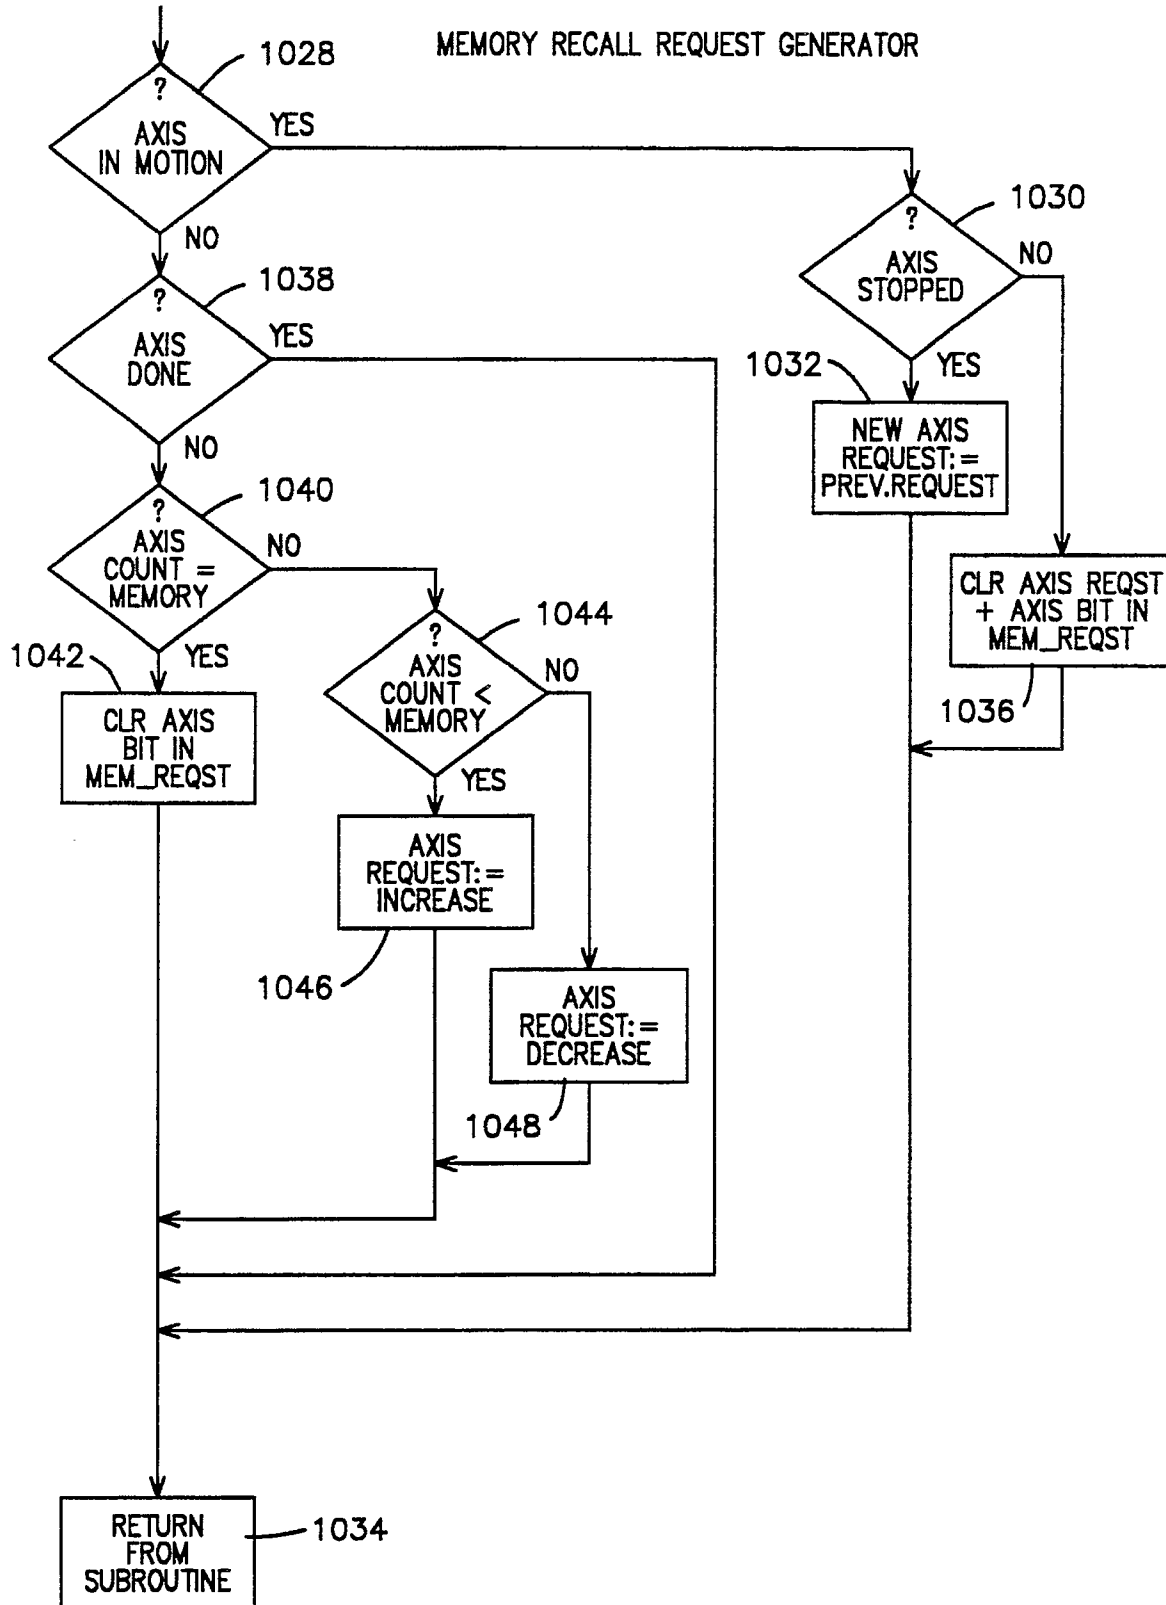 MEMORY RECALL REQUEST GENERATOR
1028
?
AXIS
IN MOTION
YES
NO
1030
?
AXIS
STOPPED
NO
YES
1038
?
AXIS
DONE
YES
NO
1032
NEW AXIS
REQUEST:=
PREV.REQUEST
1040
?
AXIS
COUNT =
MEMORY
NO
YES
CLR AXIS REQST
+ AXIS BIT IN
MEM_REQST
1036
1044
?
AXIS
COUNT <
MEMORY
NO
YES
1042
CLR AXIS
BIT IN
MEM_REQST
AXIS
REQUEST:=
INCREASE
1046
AXIS
REQUEST:=
DECREASE
1048
RETURN
FROM
SUBROUTINE
1034